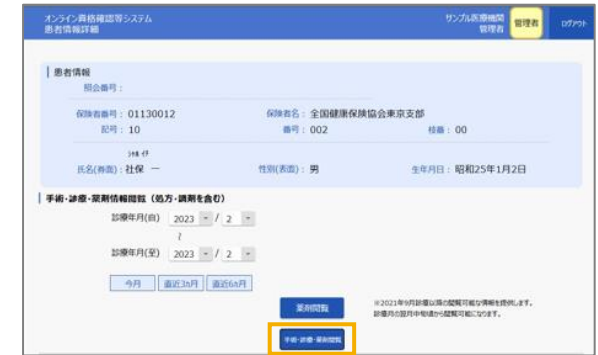 オンライン資格確認等システム サンプル医療機関 管理者 ログアウト
患者情報詳細 管理者
患者情報
照会番号：
保険者番号：01130012 保険者名：全国健康保険協会東京支部
記号：10 番号：002 枝番：00
シャホ イチ
氏名(券面)：社保 一 性別(表面)：男 生年月日：昭和25年1月2日
手術・診療・薬剤情報閲覧（処方・調剤を含む）
診療年月(自) 2023 / 2
～
診療年月(至) 2023 / 2
今月 直近3ヵ月 直近6ヵ月
薬剤閲覧 ※2021年9月診療以降の閲覧可能な情報を提供します。
診療月の翌月中旬頃から閲覧可能になります。
手術・診療・薬剤閲覧